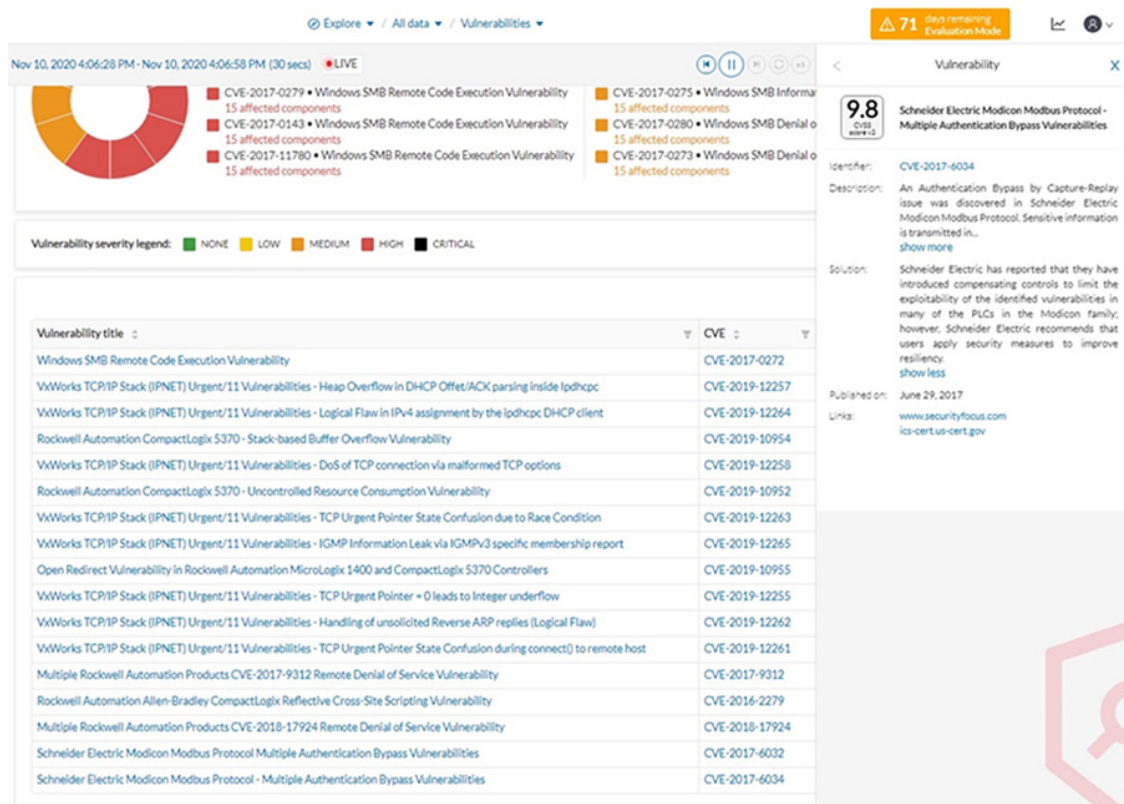 Explore / All data / Vulnerabilities
71 days remaining
Evaluation Mode
Nov 10, 2020 4:06:28 PM - Nov 10, 2020 4:06:58 PM (30 secs) LIVE
CVE-2017-0279 • Windows SMB Remote Code Execution Vulnerability
15 affected components
CVE-2017-0143 • Windows SMB Remote Code Execution Vulnerability
15 affected components
CVE-2017-11780 • Windows SMB Remote Code Execution Vulnerability
15 affected components
CVE-2017-0275 • Windows SMB Informa
15 affected components
CVE-2017-0280 • Windows SMB Denial o
15 affected components
CVE-2017-0273 • Windows SMB Denial o
15 affected components
Vulnerability severity legend: NONE LOW MEDIUM HIGH CRITICAL
Vulnerability title CVE
Windows SMB Remote Code Execution Vulnerability CVE-2017-0272
VxWorks TCP/IP Stack (IPNET) Urgent/11 Vulnerabilities - Heap Overflow in DHCP Offet/ACK parsing inside Ipdhcpc CVE-2019-12257
VxWorks TCP/IP Stack (IPNET) Urgent/11 Vulnerabilities - Logical Flaw in IPv4 assignment by the ipdhcpc DHCP client CVE-2019-12264
Rockwell Automation CompactLogix 5370 - Stack-based Buffer Overflow Vulnerability CVE-2019-10954
VxWorks TCP/IP Stack (IPNET) Urgent/11 Vulnerabilities - DoS of TCP connection via malformed TCP options CVE-2019-12258
Rockwell Automation CompactLogix 5370 - Uncontrolled Resource Consumption Vulnerability CVE-2019-10952
VxWorks TCP/IP Stack (IPNET) Urgent/11 Vulnerabilities - TCP Urgent Pointer State Confusion due to Race Condition CVE-2019-12263
VxWorks TCP/IP Stack (IPNET) Urgent/11 Vulnerabilities - IGMP Information Leak via IGMPv3 specific membership report CVE-2019-12265
Open Redirect Vulnerability in Rockwell Automation MicroLogix 1400 and CompactLogix 5370 Controllers CVE-2019-10955
VxWorks TCP/IP Stack (IPNET) Urgent/11 Vulnerabilities - TCP Urgent Pointer = 0 leads to Integer underflow CVE-2019-12255
VxWorks TCP/IP Stack (IPNET) Urgent/11 Vulnerabilities - Handling of unsolicited Reverse ARP replies (Logical Flaw) CVE-2019-12262
VxWorks TCP/IP Stack (IPNET) Urgent/11 Vulnerabilities - TCP Urgent Pointer State Confusion during connect() to remote host CVE-2019-12261
Multiple Rockwell Automation Products CVE-2017-9312 Remote Denial of Service Vulnerability CVE-2017-9312
Rockwell Automation Allen-Bradley CompactLogix Reflective Cross-Site Scripting Vulnerability CVE-2016-2279
Multiple Rockwell Automation Products CVE-2018-17924 Remote Denial of Service Vulnerability CVE-2018-17924
Schneider Electric Modicon Modbus Protocol Multiple Authentication Bypass Vulnerabilities CVE-2017-6032
Schneider Electric Modicon Modbus Protocol - Multiple Authentication Bypass Vulnerabilities CVE-2017-6034
Vulnerability X
9.8
CVSS
score v3
Schneider Electric Modicon Modbus Protocol -
Multiple Authentication Bypass Vulnerabilities
Identifier: CVE-2017-6034
Description: An Authentication Bypass by Capture-Replay
issue was discovered in Schneider Electric
Modicon Modbus Protocol. Sensitive information
is transmitted in...
show more
Solution: Schneider Electric has reported that they have
introduced compensating controls to limit the
exploitability of the identified vulnerabilities in
many of the PLCs in the Modicon family;
however, Schneider Electric recommends that
users apply security measures to improve
resiliency.
show less
Published on: June 29, 2017
Links: www.securityfocus.com
ics-cert.us-cert.gov